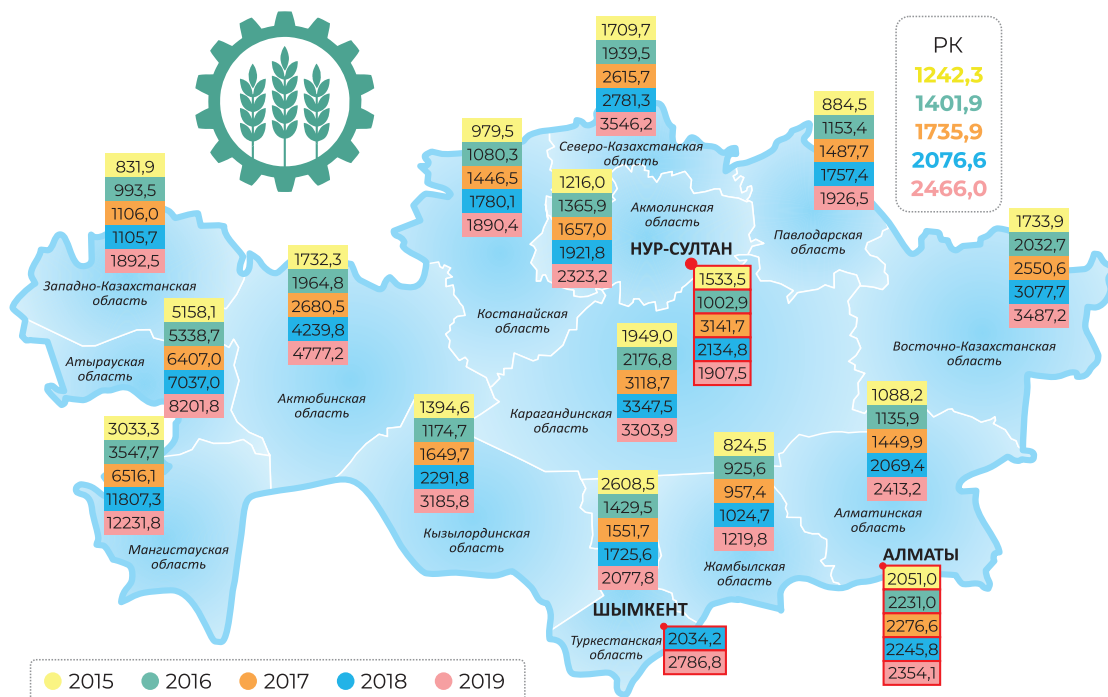 1709,7
1939,5
2615,7
2781,3
3546,2
Северо-Казахстанская
область
РК
1242,3
1401,9
1735,9
2076,6
2466,0
884,5
1153,4
1487,7
1757,4
1926,5
Павлодарская
область
979,5
1080,3
1446,5
1780,1
1890,4
Костанайская
область
831,9
993,5
1106,0
1105,7
1892,5
Западно-Казахстанская
область
1216,0
1365,9
1657,0
1921,8
2323,2
Акмолинская
область
НУР-СУЛТАН
1533,5
1002,9
3141,7
2134,8
1907,5
1733,9
2032,7
2550,6
3077,7
3487,2
Восточно-Казахстанская
область
1732,3
1964,8
2680,5
4239,8
4777,2
Актюбинская
область
5158,1
5338,7
6407,0
7037,0
8201,8
Атырауская
область
1949,0
2176,8
3118,7
3347,5
3303,9
Карагандинская
область
3033,3
3547,7
6516,1
11807,3
12231,8
Мангистауская
область
1394,6
1174,7
1649,7
2291,8
3185,8
Кызылординская
область
1088,2
1135,9
1449,9
2069,4
2413,2
Алматинская
область
824,5
925,6
957,4
1024,7
1219,8
Жамбылская
область
2608,5
1429,5
1551,7
1725,6
2077,8
ШЫМКЕНТ
2034,2
2786,8
Туркестанская
область
АЛМАТЫ
2051,0
2231,0
2276,6
2245,8
2354,1
2015 2016 2017 2018 2019